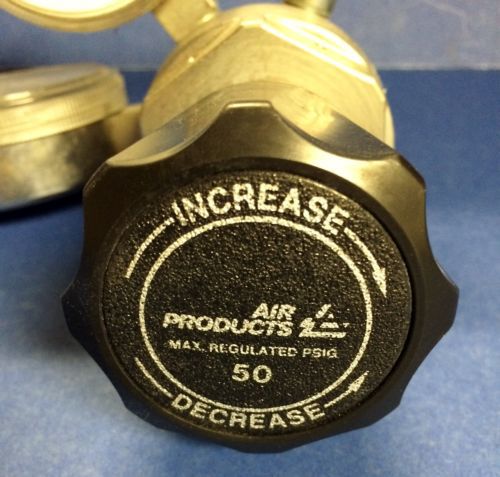 INCREASE
AIR
PRODUCTS
MAX. REGULATED PSIG
50
DECREASE